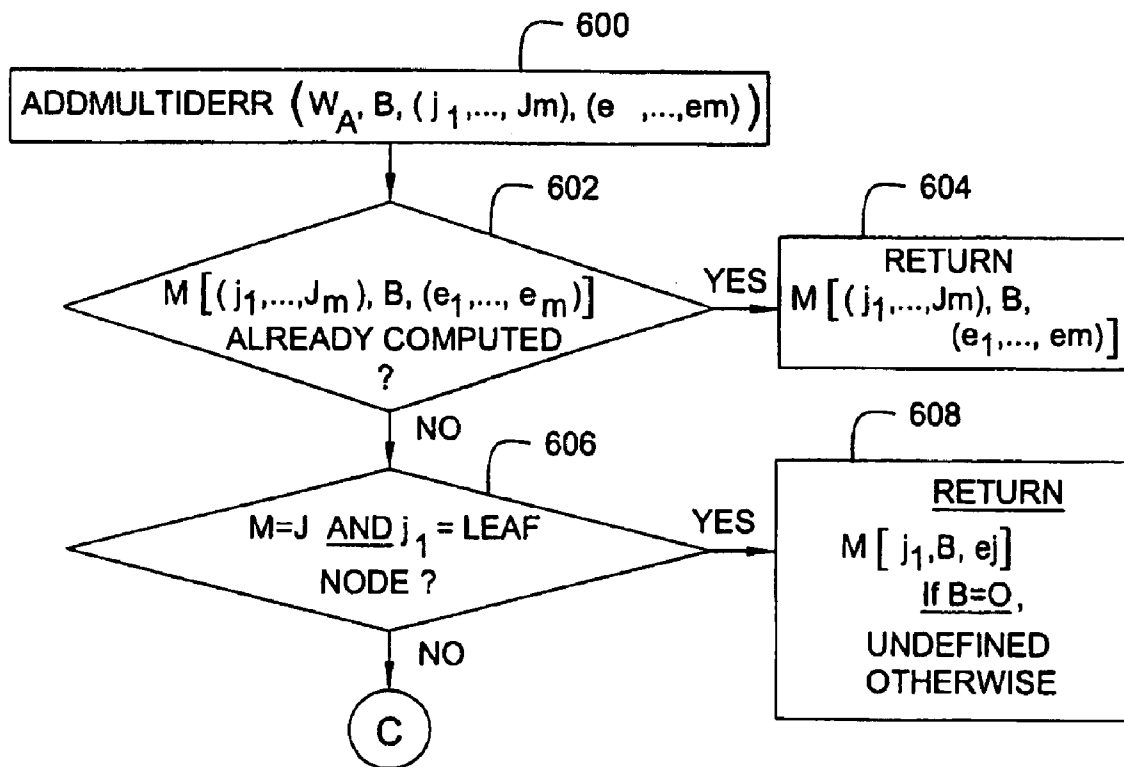 600
ADDMULTIDERR (W_A, B, (j_1,..., Jm), (e ,...,em))
602
M [(j_1,...,J_m), B, (e_1,..., e_m)]
ALREADY COMPUTED
?
YES
604
RETURN
M [(j_1,...,Jm), B,
(e_1,..., em)]
NO
606
M=J AND j_1 = LEAF
NODE ?
YES
608
RETURN
M [ j_1,B, ej]
If B=O,
UNDEFINED
OTHERWISE
NO
C